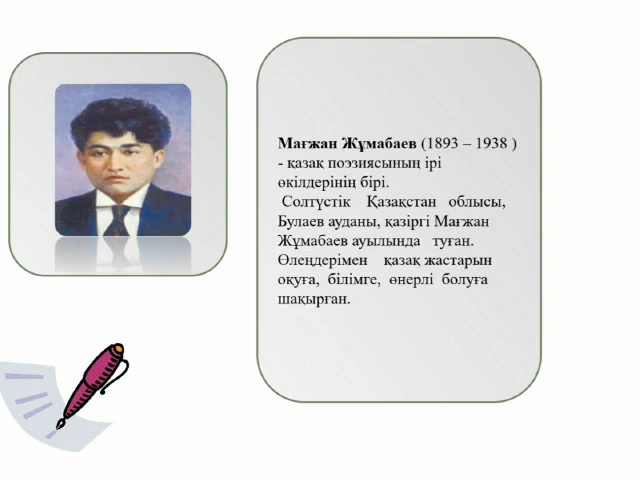 Мағжан Жұмабаев (1893 – 1938 )
- қазақ поэзиясының ірі
өкілдерінің бірі.
Солтүстік Қазақстан облысы,
Булаев ауданы, қазіргі Мағжан
Жұмабаев ауылында туған.
Өлеңдерімен қазақ жастарын
оқуға, білімге, өнерлі болуға
шақырған.